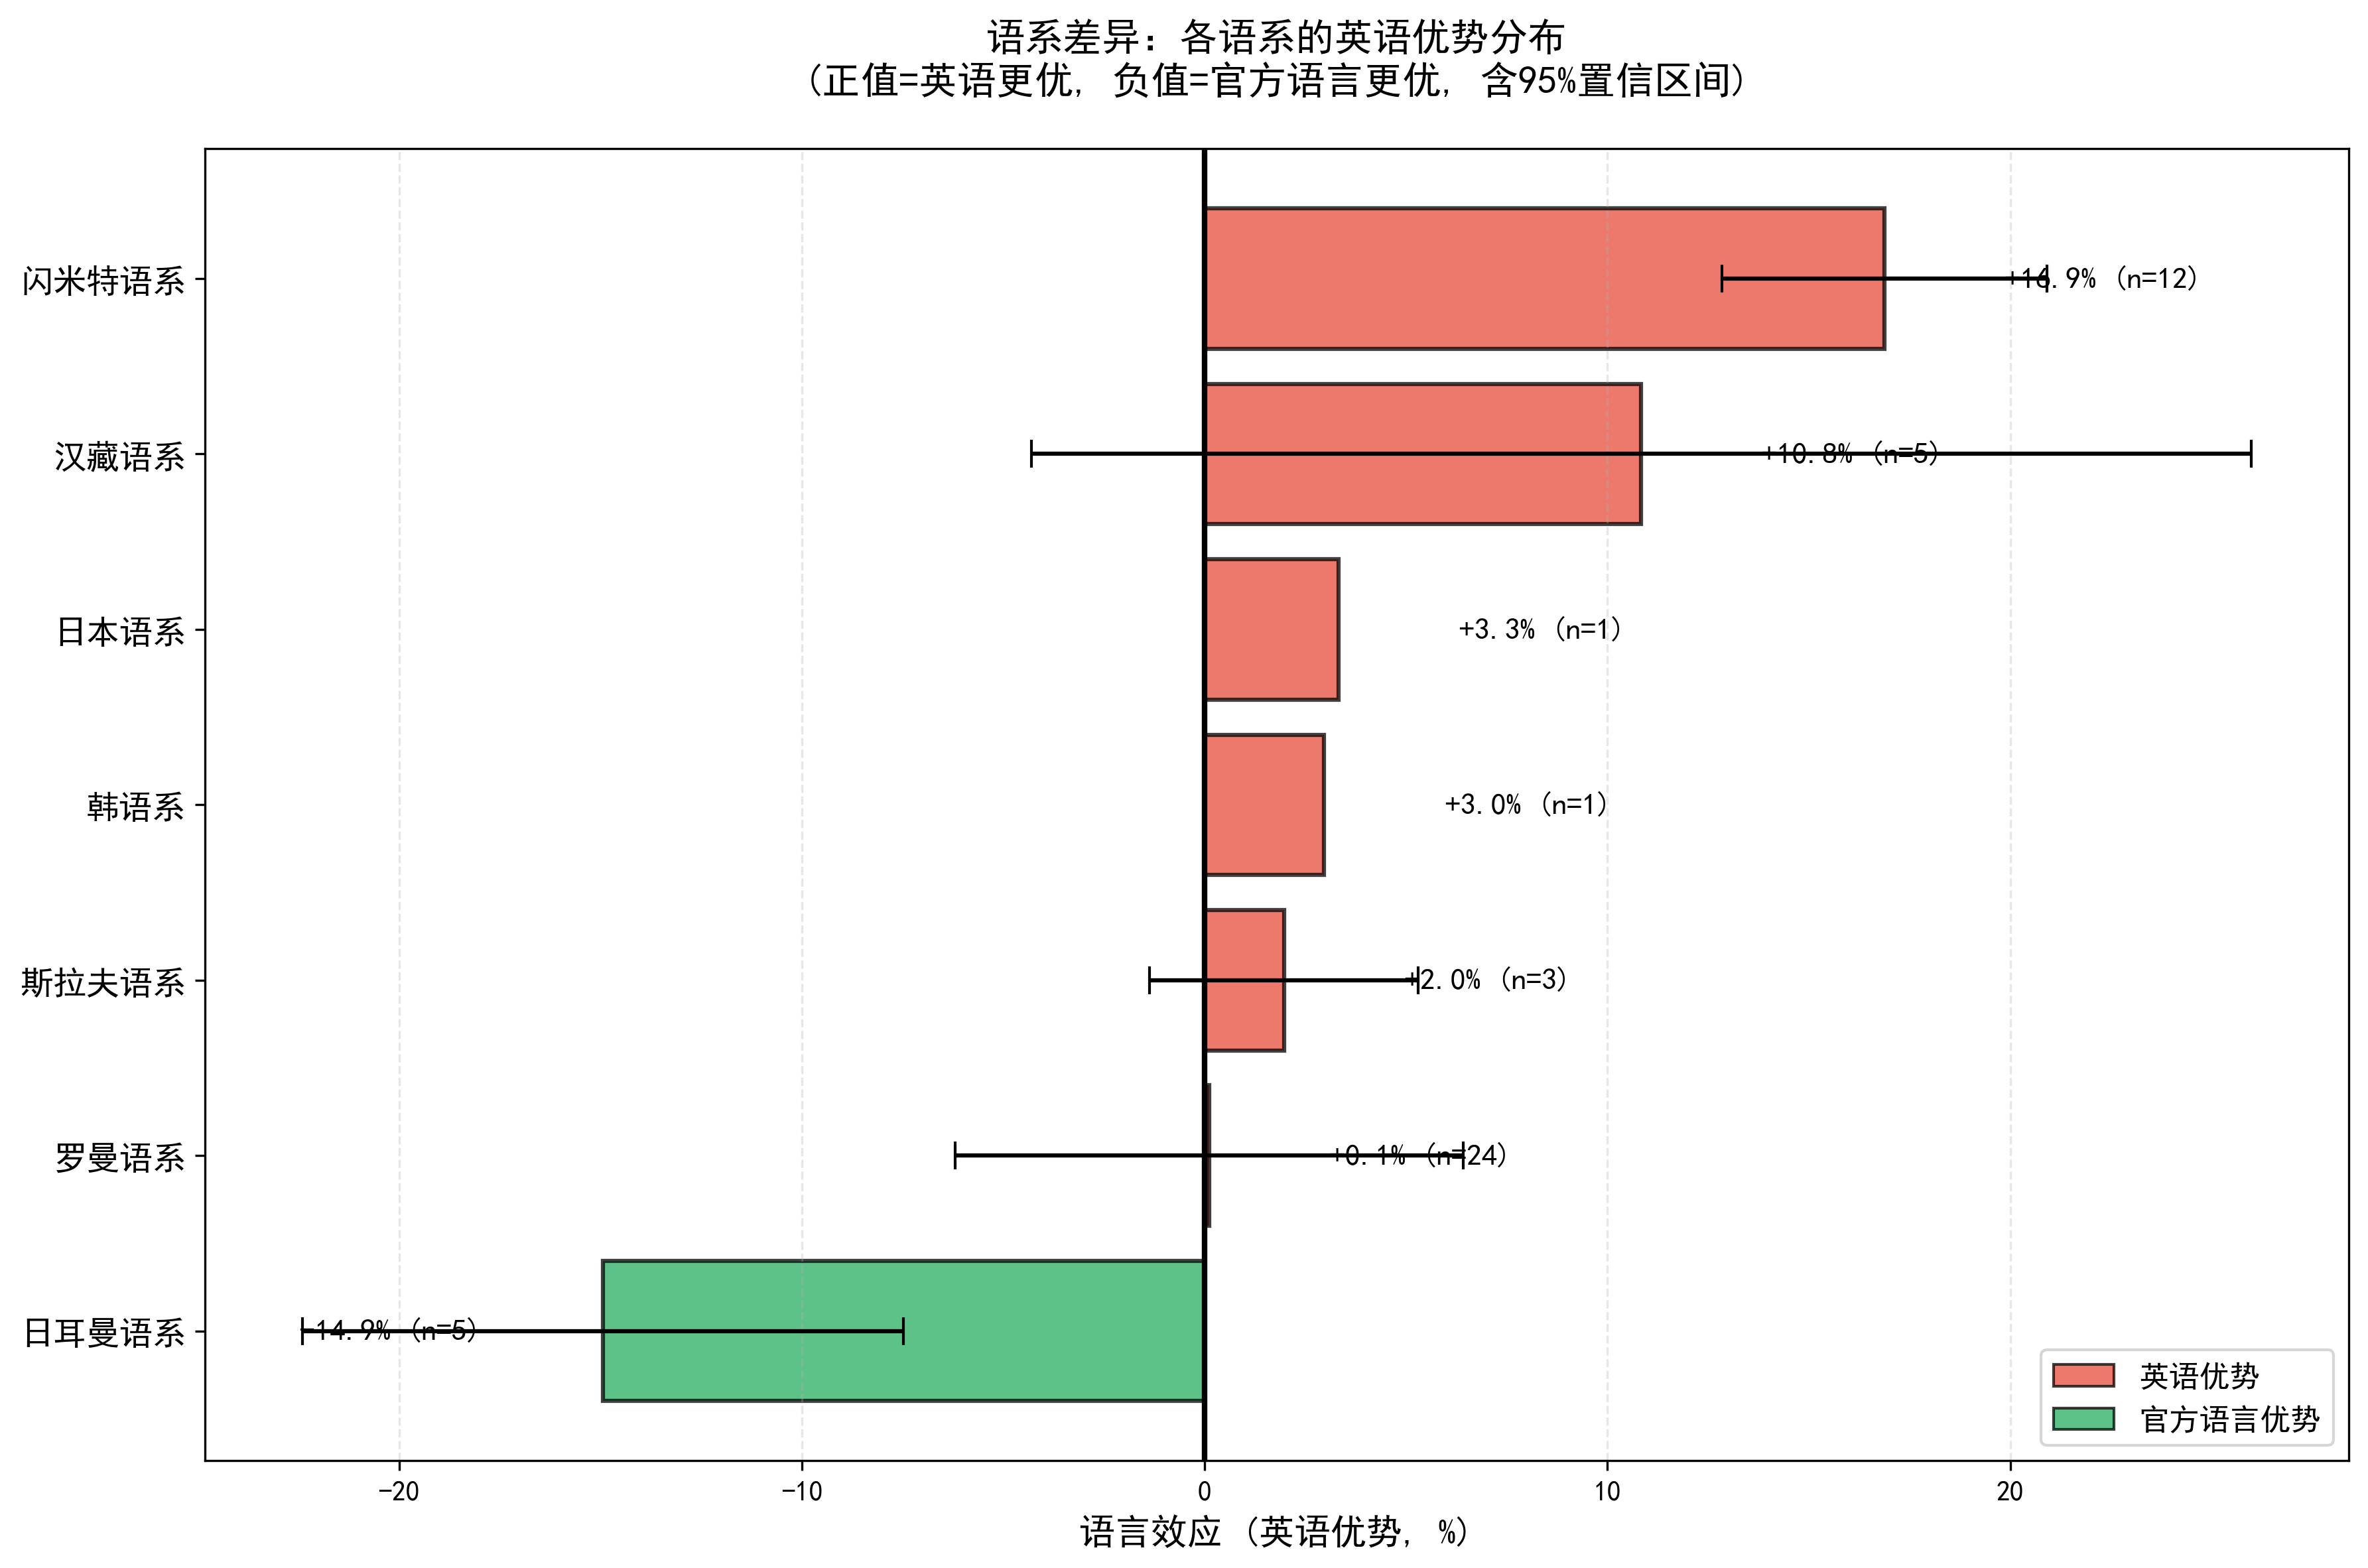 语系差异：各语系的英语优势分布
(正值=英语更优, 负值=官方语言更优, 含95%置信区间)
闪米特语系
+16.9% (n=12)
汉藏语系
+10.8% (n=5)
日本语系
+3.3% (n=1)
韩语系
+3.0% (n=1)
斯拉夫语系
+2.0% (n=3)
罗曼语系
+0.1% (n=24)
日耳曼语系
-14.9% (n=5)
英语优势
官方语言优势
−20 −10 0 10 20
语言效应 (英语优势, %)